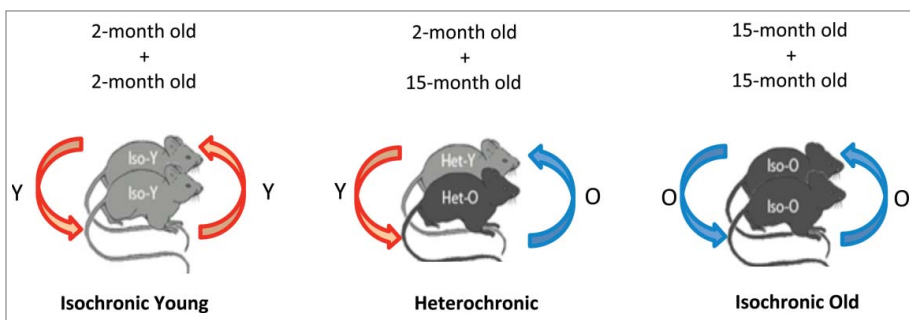 2-month old
+
2-month old
Iso-Y
Iso-Y
Y
Y
Isochronic Young
2-month old
+
15-month old
Het-Y
Het-O
Y
O
Heterochronic
15-month old
+
15-month old
Iso-O
Iso-O
O
O
Isochronic Old